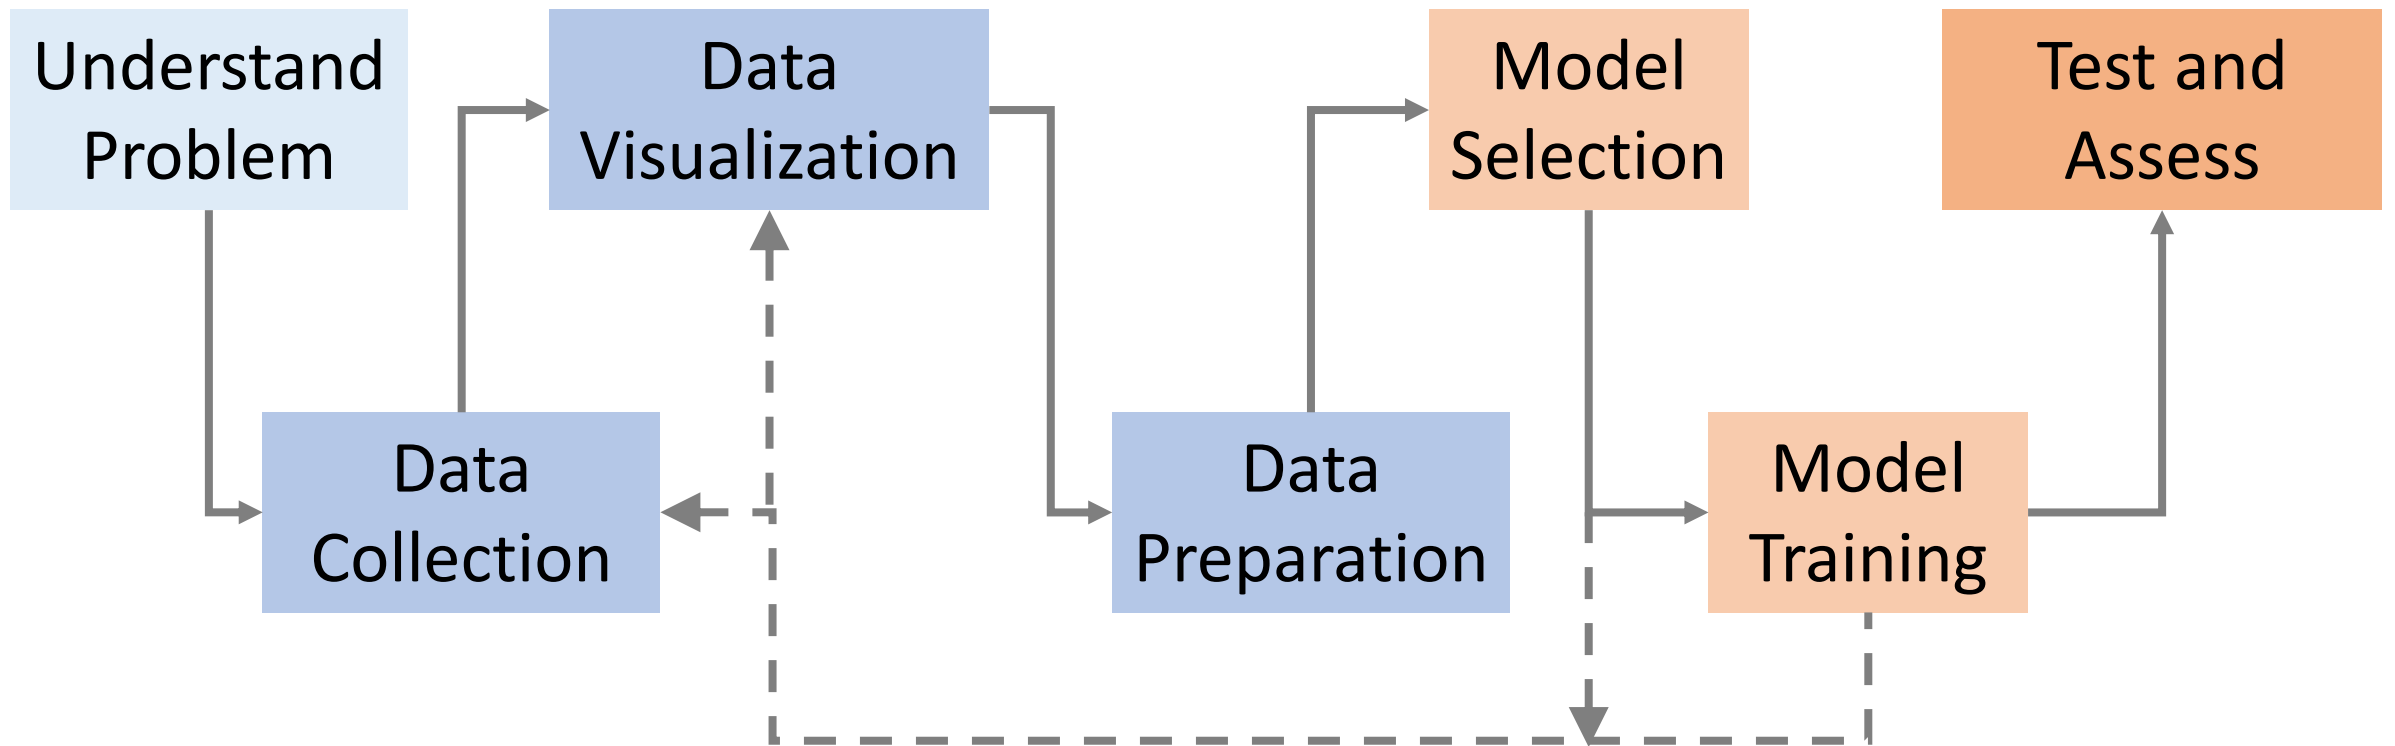 Understand
Problem
Data
Collection
Data
Visualization
Data
Preparation
Model
Selection
Model
Training
Test and
Assess